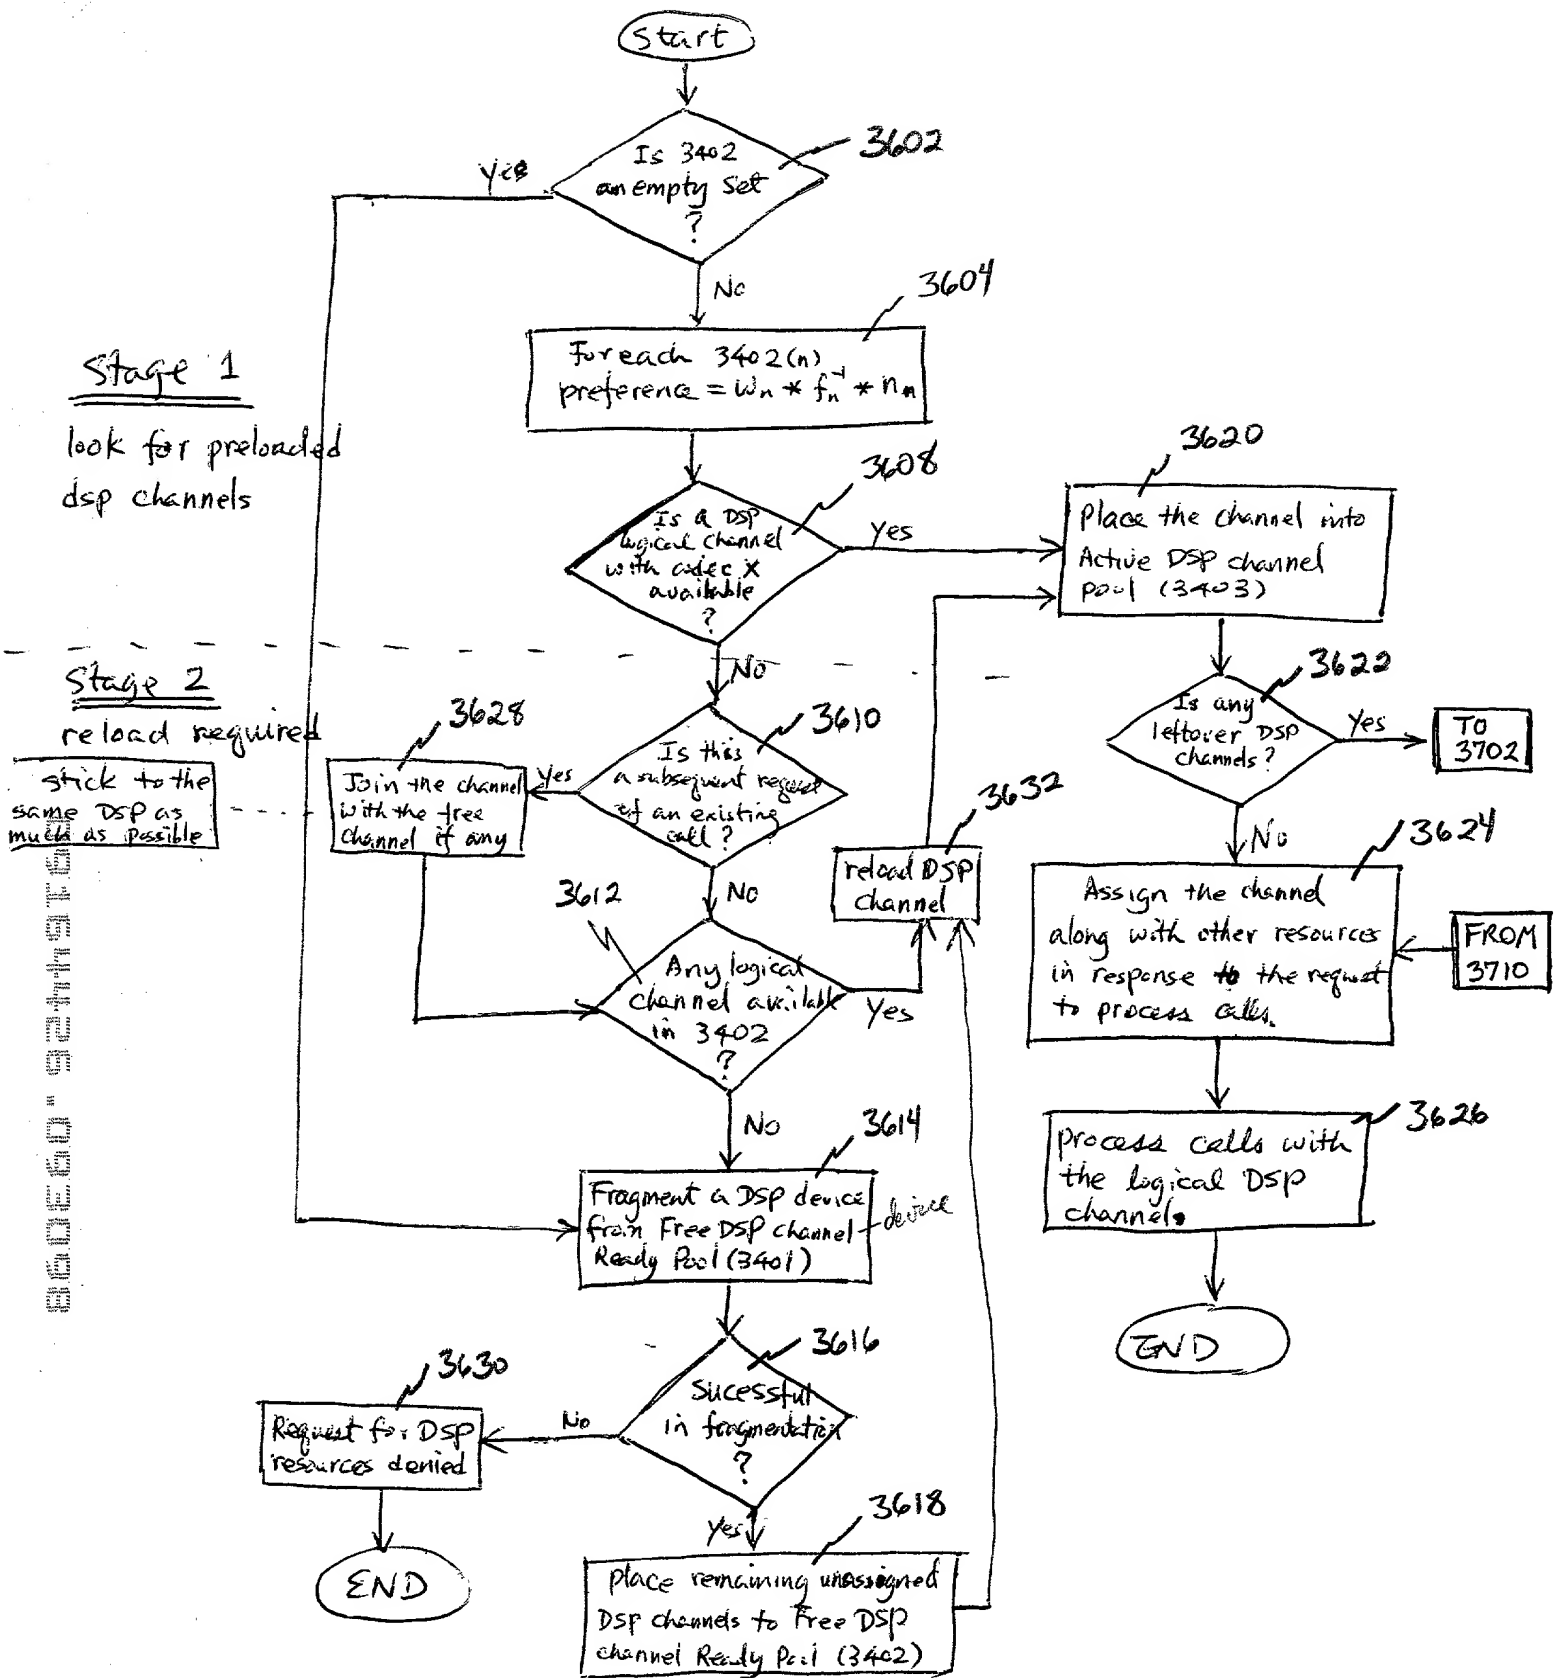 Start
Is 3402
an empty set
?
3602
Yes
No
3604
For each 3402(n)
preference = Wn * fn⁻¹ * nn
Stage 1
look for preloaded
dsp channels
3608
Is a DSP
logical channel
with codec X
available
?
Yes
3620
Place the channel into
Active DSP channel
pool (3403)
No
Stage 2
reload required
stick to the
same DSP as
much as possible
3628
Join the channel
with the free
channel if any
Yes
3610
Is this
a subsequent request
of an existing
call?
No
3622
Is any
leftover DSP
channels?
Yes
TO
3702
3632
reload DSP
channel
No
3624
Assign the channel
along with other resources
in response to the request
to process calls.
FROM
3710
3612
Any logical
channel available
in 3402
?
Yes
No
3626
process calls with
the logical DSP
channels
END
3614
Fragment a DSP device
from Free DSP channel device
Ready Pool (3401)
3616
Sucessful
in fragmentation
?
No
3630
Request for DSP
resources denied
END
Yes
3618
place remaining unassigned
DSP channels to Free DSP
channel Ready Pool (3402)